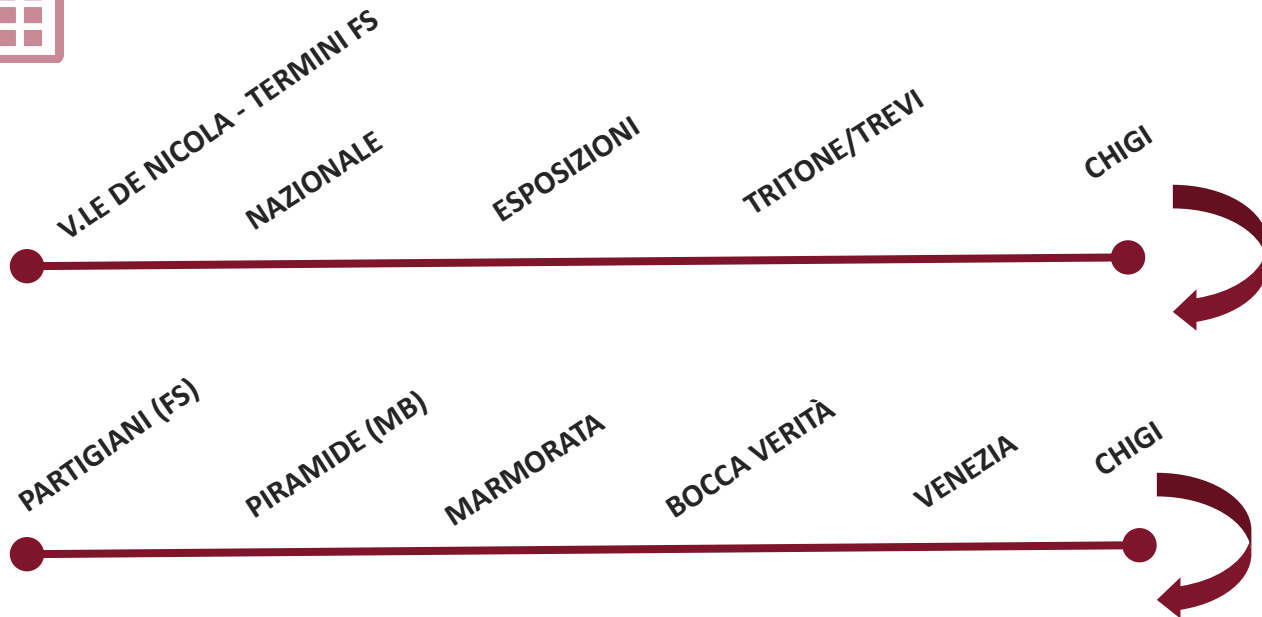 V.LE DE NICOLA - TERMINI FS
NAZIONALE
ESPOSIZIONI
TRITONE/TREVI
CHIGI
PARTIGIANI (FS)
PIRAMIDE (MB)
MARMORATA
BOCCA VERITÀ
VENEZIA
CHIGI